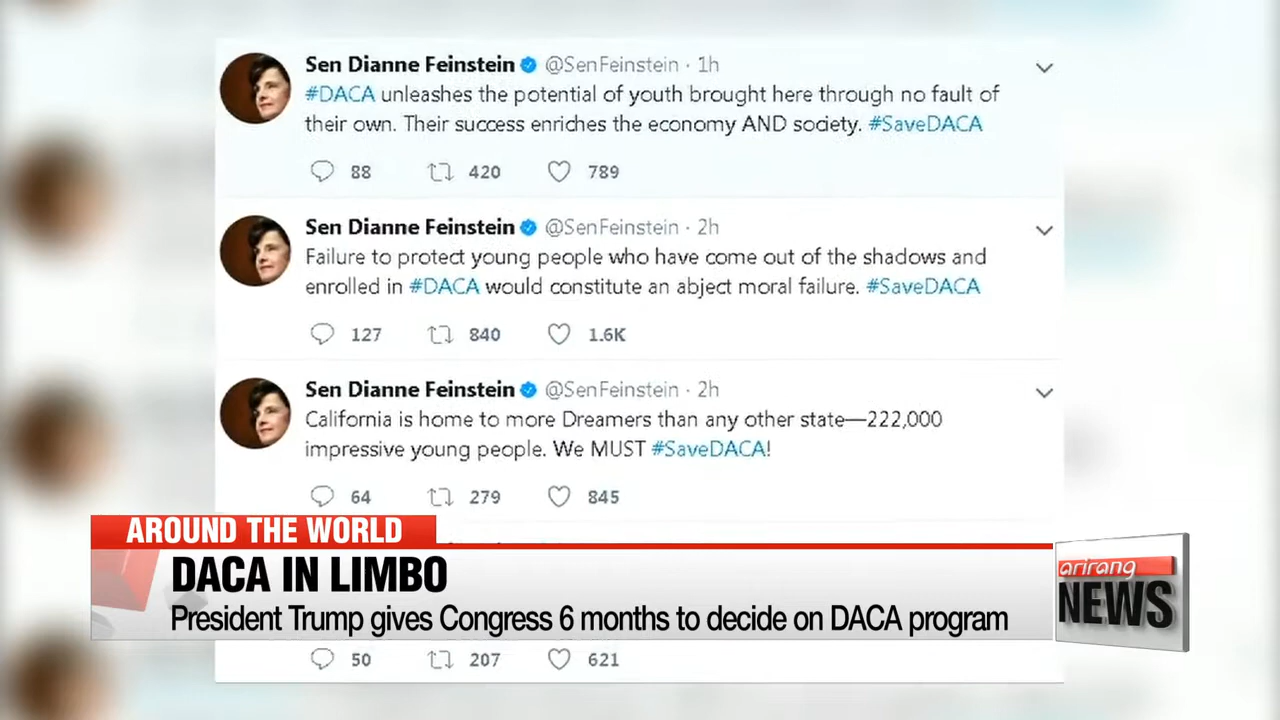 Sen Dianne Feinstein @SenFeinstein · 1h
#DACA unleashes the potential of youth brought here through no fault of
their own. Their success enriches the economy AND society. #SaveDACA
88 420 789
Sen Dianne Feinstein @SenFeinstein · 2h
Failure to protect young people who have come out of the shadows and
enrolled in #DACA would constitute an abject moral failure. #SaveDACA
127 840 1.6K
Sen Dianne Feinstein @SenFeinstein · 2h
California is home to more Dreamers than any other state—222,000
impressive young people. We MUST #SaveDACA!
64 279 845
AROUND THE WORLD
DACA IN LIMBO
President Trump gives Congress 6 months to decide on DACA program
arirang
NEWS
50 207 621